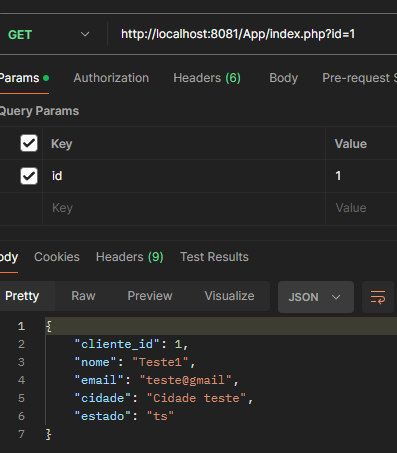 GET http://localhost:8081/App/index.php?id=1
Params Authorization Headers (6) Body Pre-request S
Query Params
Key Value
id 1
Key Value
ody Cookies Headers (9) Test Results
Pretty Raw Preview Visualize JSON
1 {
2 "cliente_id": 1,
3 "nome": "Teste1",
4 "email": "teste@gmail",
5 "cidade": "Cidade teste",
6 "estado": "ts"
7 }